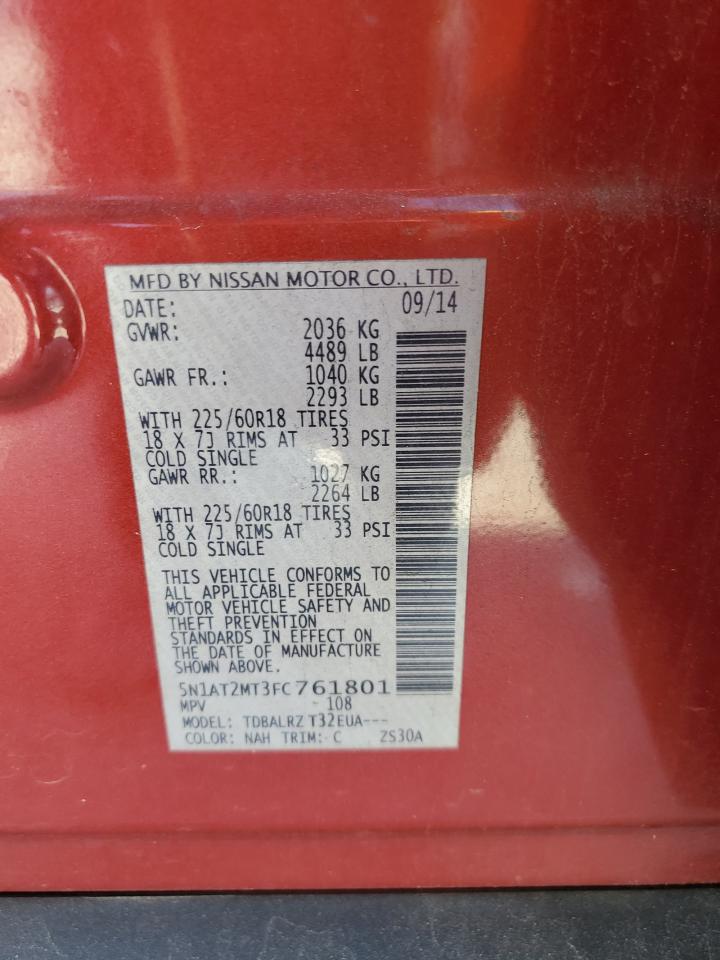 MFD BY NISSAN MOTOR CO., LTD.
DATE: 09/14
GVWR: 2036 KG
4489 LB
GAWR FR.: 1040 KG
2293 LB
WITH 225/60R18 TIRES
18 X 7J RIMS AT 33 PSI
COLD SINGLE
GAWR RR.: 1027 KG
2264 LB
WITH 225/60R18 TIRES
18 X 7J RIMS AT 33 PSI
COLD SINGLE
THIS VEHICLE CONFORMS TO
ALL APPLICABLE FEDERAL
MOTOR VEHICLE SAFETY AND
THEFT PREVENTION
STANDARDS IN EFFECT ON
THE DATE OF MANUFACTURE
SHOWN ABOVE.
5N1AT2MT3FC761801
MPV - 108
MODEL: TDBALRZ T32EUA---
COLOR: NAH TRIM: C ZS30A